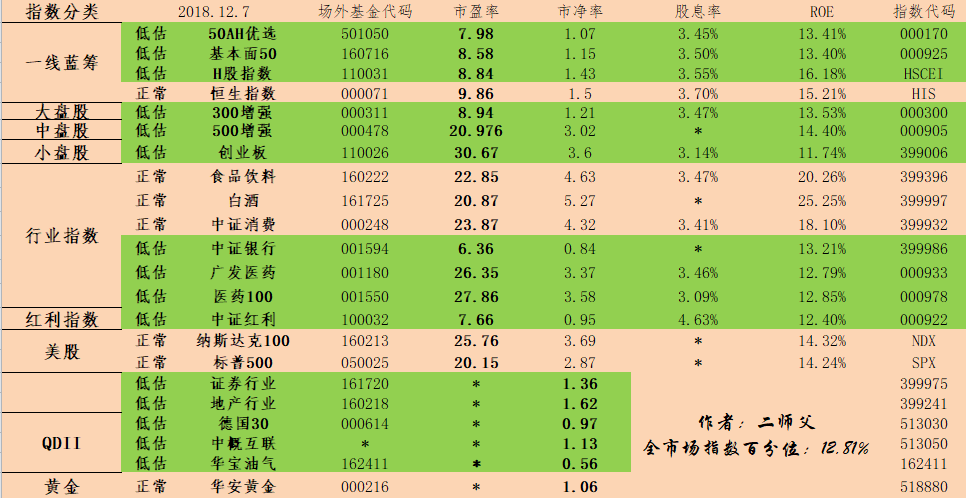 指数分类 2018.12.7 场外基金代码 市盈率 市净率 股息率 ROE 指数代码
一线蓝筹 低估 50AH优选 501050 7.98 1.07 3.45% 13.41% 000170
低估 基本面50 160716 8.58 1.15 3.50% 13.40% 000925
低估 H股指数 110031 8.84 1.43 3.55% 16.18% HSCEI
正常 恒生指数 000071 9.86 1.5 3.70% 15.21% HIS
大盘股 低估 300增强 000311 8.94 1.21 3.47% 13.53% 000300
中盘股 低估 500增强 000478 20.976 3.02 * 14.40% 000905
小盘股 低估 创业板 110026 30.67 3.6 3.14% 11.74% 399006
行业指数 正常 食品饮料 160222 22.85 4.63 3.47% 20.26% 399396
正常 白酒 161725 20.87 5.27 * 25.25% 399997
正常 中证消费 000248 23.87 4.32 3.41% 18.10% 399932
低估 中证银行 001594 6.36 0.84 * 13.21% 399986
低估 广发医药 001180 26.35 3.37 3.46% 12.79% 000933
低估 医药100 001550 27.86 3.58 3.09% 12.85% 000978
红利指数 低估 中证红利 100032 7.66 0.95 4.63% 12.40% 000922
美股 正常 纳斯达克100 160213 25.76 3.69 * 14.32% NDX
正常 标普500 050025 20.15 2.87 * 14.24% SPX
低估 证券行业 161720 * 1.36 399975
低估 地产行业 160218 * 1.62 399241
QDII 低估 德国30 000614 * 0.97 513030
低估 中概互联 * * 1.13 513050
低估 华宝油气 162411 * 0.56 162411
作者：二师父
全市场指数百分位：12.81%
黄金 正常 华安黄金 000216 * 1.06 518880